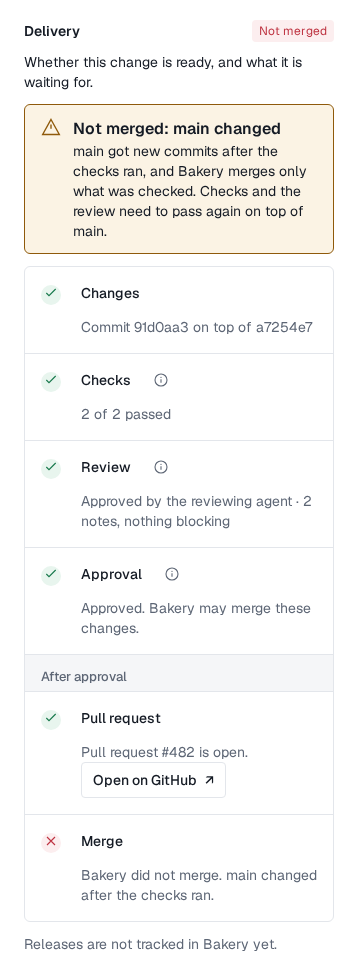 Delivery
Not merged
Whether this change is ready, and what it is
waiting for.
Not merged: main changed
main got new commits after the
checks ran, and Bakery merges only
what was checked. Checks and the
review need to pass again on top of
main.
Changes
Commit 91d0aa3 on top of a7254e7
Checks
2 of 2 passed
Review
Approved by the reviewing agent · 2
notes, nothing blocking
Approval
Approved. Bakery may merge these
changes.
After approval
Pull request
Pull request #482 is open.
Open on GitHub ↗
Merge
Bakery did not merge. main changed
after the checks ran.
Releases are not tracked in Bakery yet.